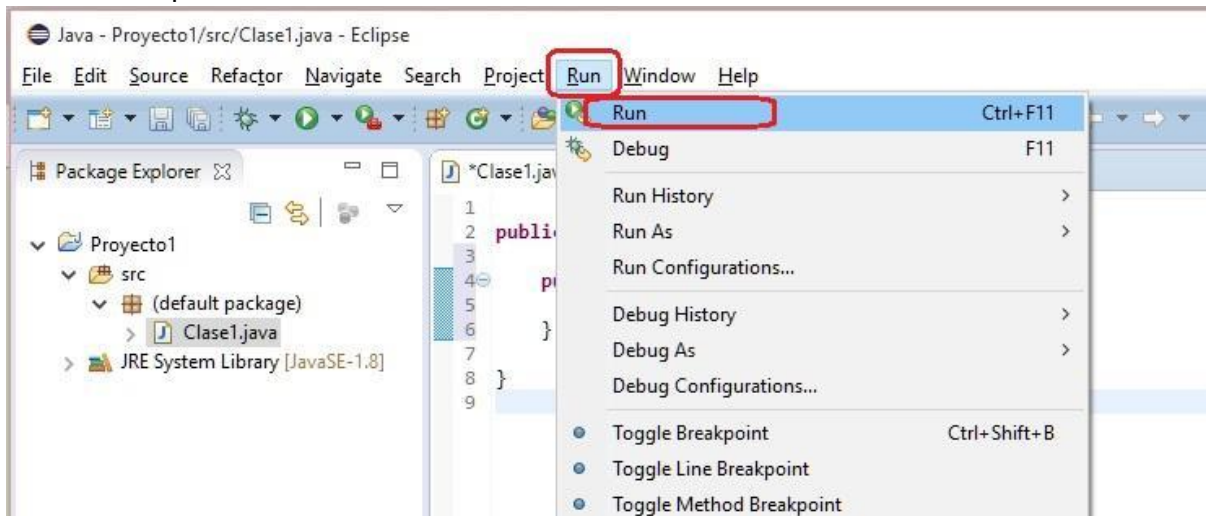 Java - Proyecto1/src/Clase1.java - Eclipse
File Edit Source Refactor Navigate Search Project Run Window Help
Run Ctrl+F11
Debug F11
Package Explorer
*Clase1.jav
Run History
Run As
Run Configurations...
Debug History
Debug As
Debug Configurations...
Toggle Breakpoint Ctrl+Shift+B
Toggle Line Breakpoint
Toggle Method Breakpoint
Proyecto1
src
(default package)
Clase1.java
JRE System Library [JavaSE-1.8]
1
2 publi
3
4 p
5
6 }
7
8 }
9